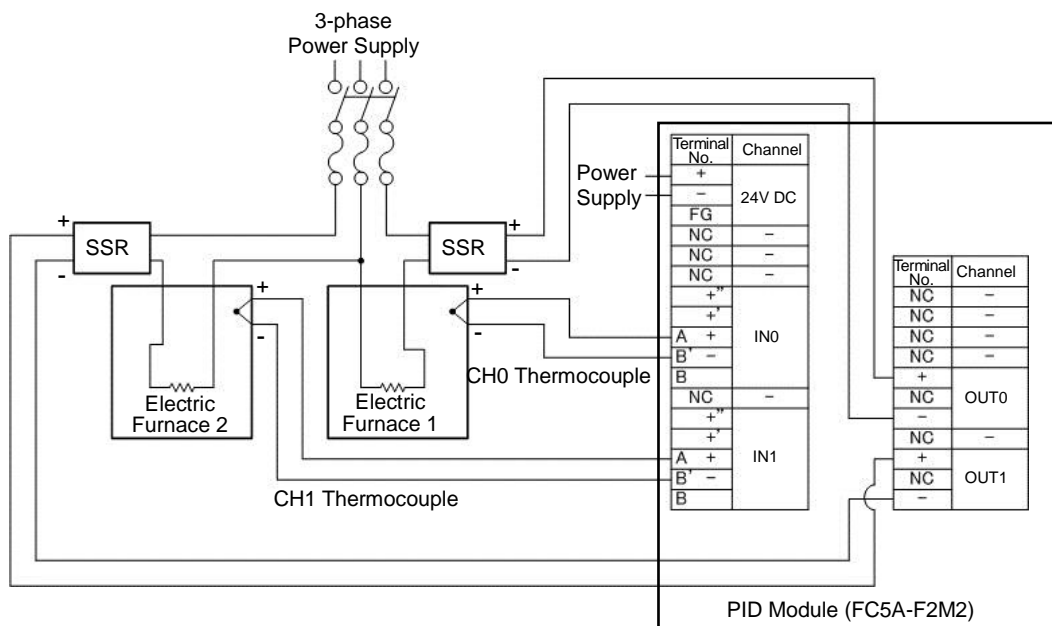 3-phase
Power Supply
Power
Supply
Terminal
No.
Channel
+
-
24V DC
FG
NC
-
NC
-
NC
-
+"
+'
A +
IN0
B' -
B
NC
-
+"
+'
A +
IN1
B' -
B
+
-
SSR
SSR
+
-
+
-
+
-
Electric
Furnace 2
Electric
Furnace 1
CH0 Thermocouple
CH1 Thermocouple
Terminal
No.
Channel
NC
-
NC
-
NC
-
NC
-
+
NC
OUT0
-
NC
-
+
NC
OUT1
-
PID Module (FC5A-F2M2)